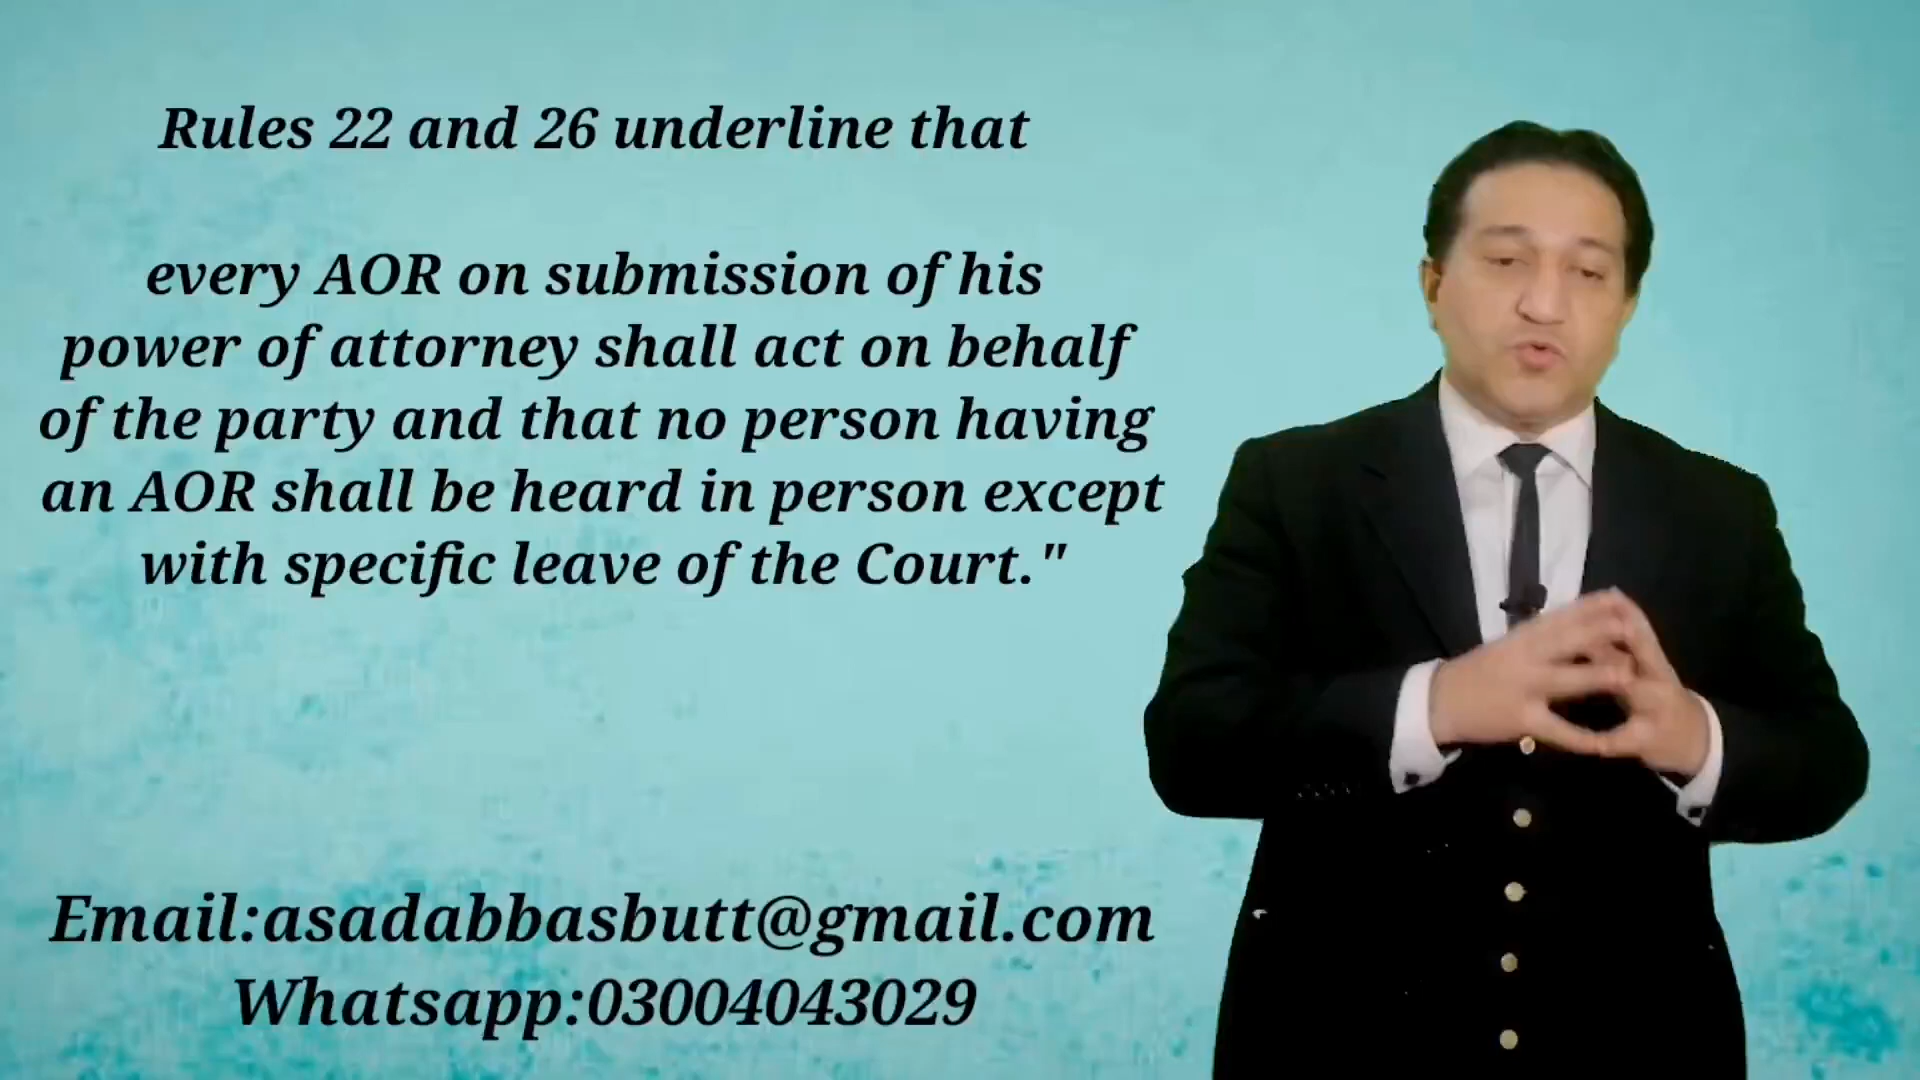 Rules 22 and 26 underline that
every AOR on submission of his
power of attorney shall act on behalf
of the party and that no person having
an AOR shall be heard in person except
with specific leave of the Court."
Email:asadabbasbutt@gmail.com
Whatsapp:03004043029